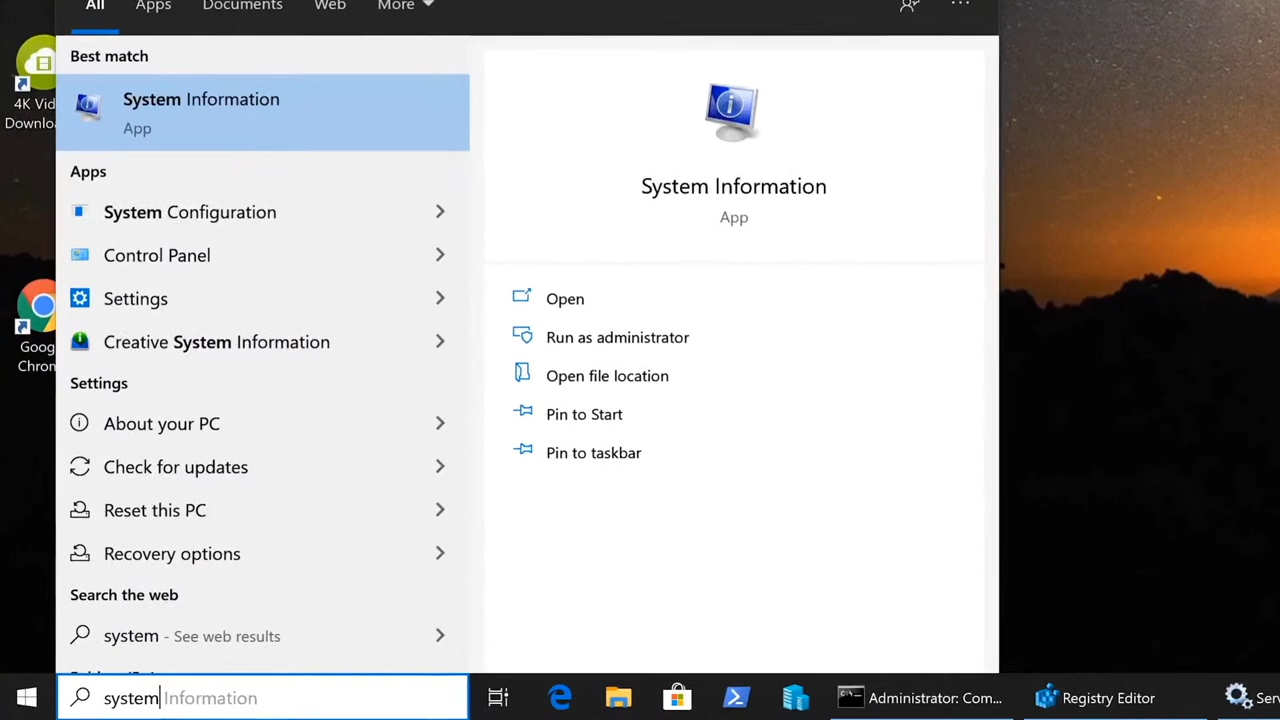 All Apps Documents Web More
Best match
System Information
App
Apps
System Configuration
Control Panel
Settings
Creative System Information
Settings
About your PC
Check for updates
Reset this PC
Recovery options
Search the web
system - See web results
System Information
App
Open
Run as administrator
Open file location
Pin to Start
Pin to taskbar
4K Vid
Downlo
Goog
Chrom
system Information
Administrator: Com...
Registry Editor
Ser